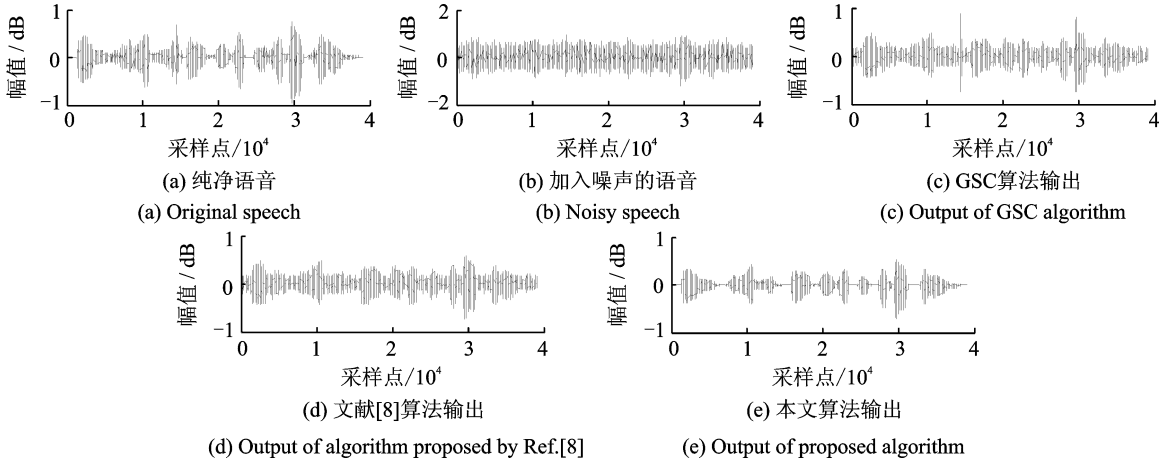 幅值 / dB
1
0
−1
0
1
2
3
4
采样点/10⁴
(a) 纯净语音
(a) Original speech
幅值 / dB
2
0
−2
0
1
2
3
4
采样点/10⁴
(b) 加入噪声的语音
(b) Noisy speech
幅值 / dB
1
0
−1
0
1
2
3
4
采样点/10⁴
(c) GSC算法输出
(c) Output of GSC algorithm
幅值 / dB
1
0
−1
0
1
2
3
4
采样点/10⁴
(d) 文献[8]算法输出
(d) Output of algorithm proposed by Ref.[8]
幅值 / dB
1
0
−1
0
1
2
3
4
采样点/10⁴
(e) 本文算法输出
(e) Output of proposed algorithm